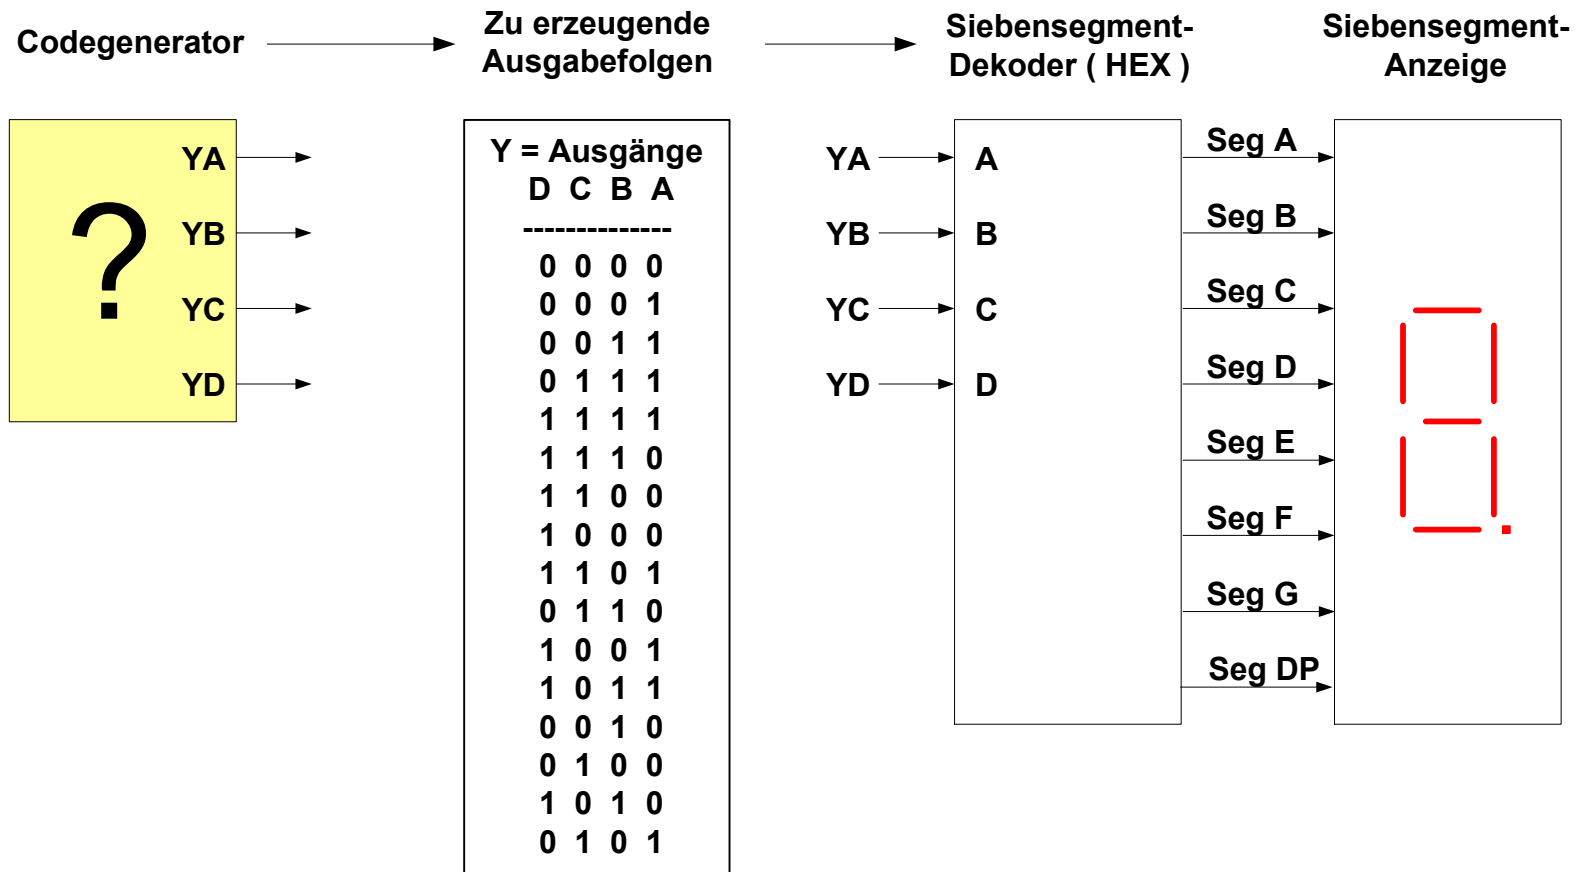 Codegenerator
Zu erzeugende
Ausgabefolgen
Siebensegment-
Dekoder ( HEX )
Siebensegment-
Anzeige
?
YA
YB
YC
YD
Y = Ausgänge
D C B A
--------------
0 0 0 0
0 0 0 1
0 0 1 1
0 1 1 1
1 1 1 1
1 1 1 0
1 1 0 0
1 0 0 0
1 1 0 1
0 1 1 0
1 0 0 1
1 0 1 1
0 0 1 0
0 1 0 0
1 0 1 0
0 1 0 1
YA
YB
YC
YD
A
B
C
D
Seg A
Seg B
Seg C
Seg D
Seg E
Seg F
Seg G
Seg DP